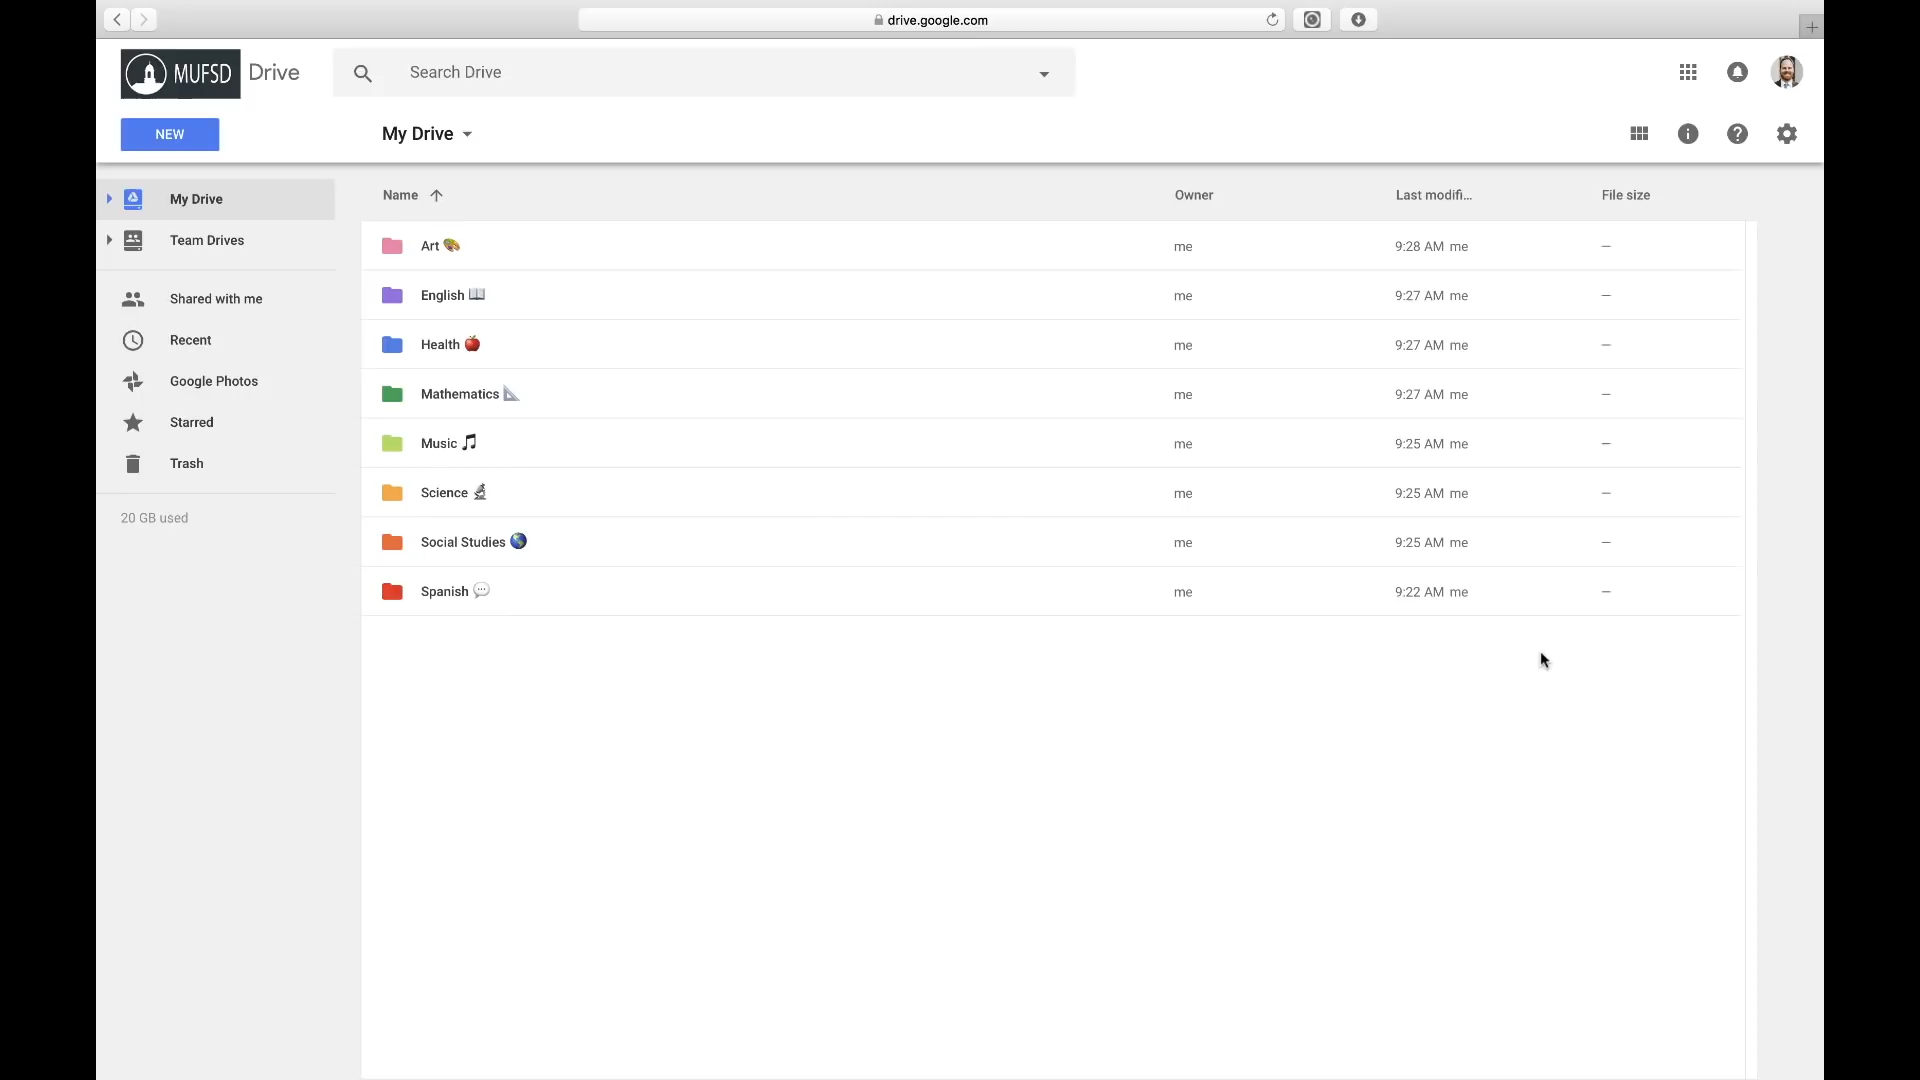 drive.google.com
MUFSD Drive
Search Drive
NEW
My Drive
My Drive
Team Drives
Shared with me
Recent
Google Photos
Starred
Trash
20 GB used
Name Owner Last modifi... File size
Art 🎨 me 9:28 AM me —
English 📖 me 9:27 AM me —
Health 🍎 me 9:27 AM me —
Mathematics 📐 me 9:27 AM me —
Music 🎵 me 9:25 AM me —
Science 🔬 me 9:25 AM me —
Social Studies 🌎 me 9:25 AM me —
Spanish 💬 me 9:22 AM me —